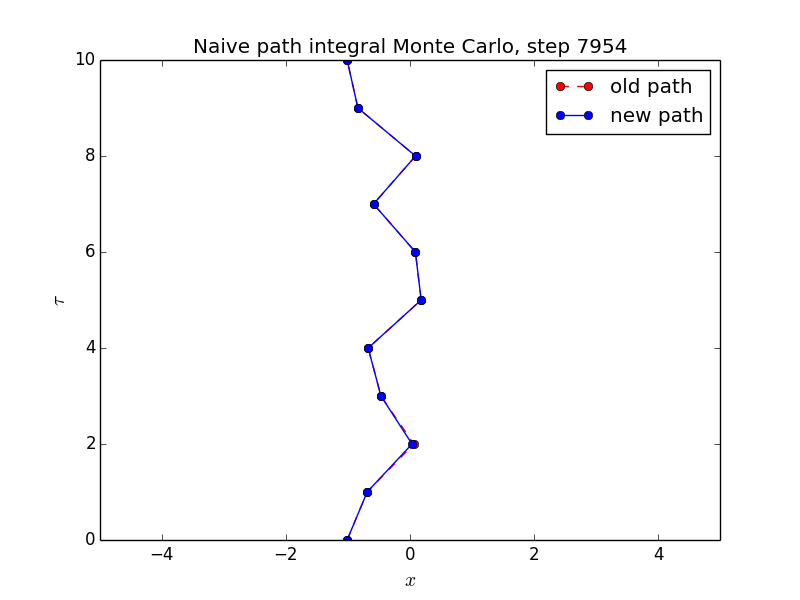 Naive path integral Monte Carlo, step 7954
old path
new path
10
8
6
4
2
0
τ
−4 −2 0 2 4
x